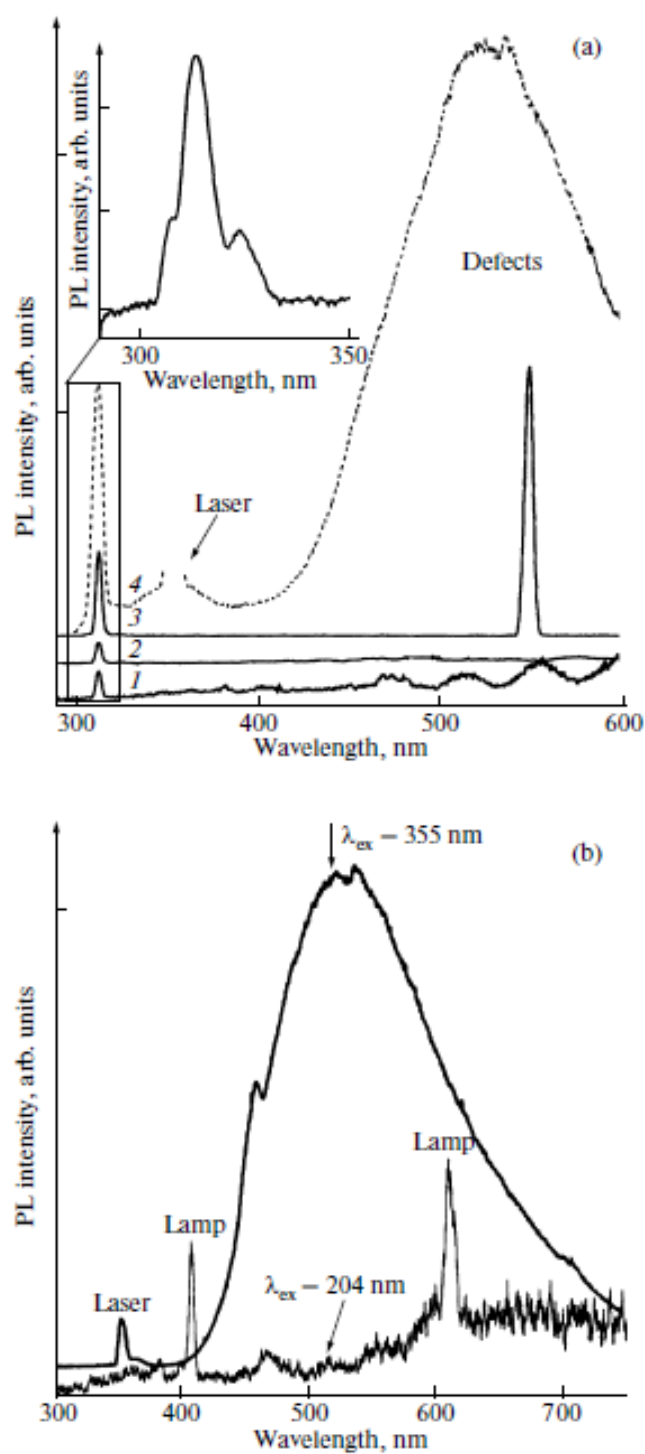 (a)
PL intensity, arb. units
PL intensity, arb. units
300
350
Wavelength, nm
Defects
Laser
4
3
2
1
300
400
500
600
Wavelength, nm
(b)
λex – 355 nm
PL intensity, arb. units
Lamp
Lamp
λex – 204 nm
Laser
300
400
500
600
700
Wavelength, nm